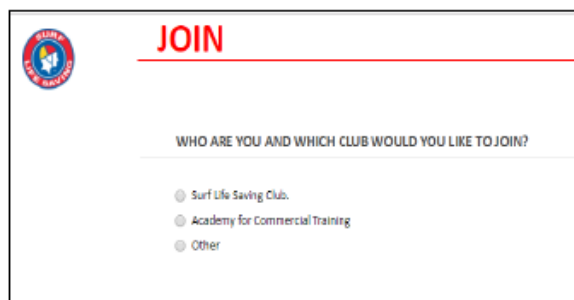 JOIN
SURF
LIFE SAVING
WHO ARE YOU AND WHICH CLUB WOULD YOU LIKE TO JOIN?
Surf Life Saving Club.
Academy for Commercial Training
Other